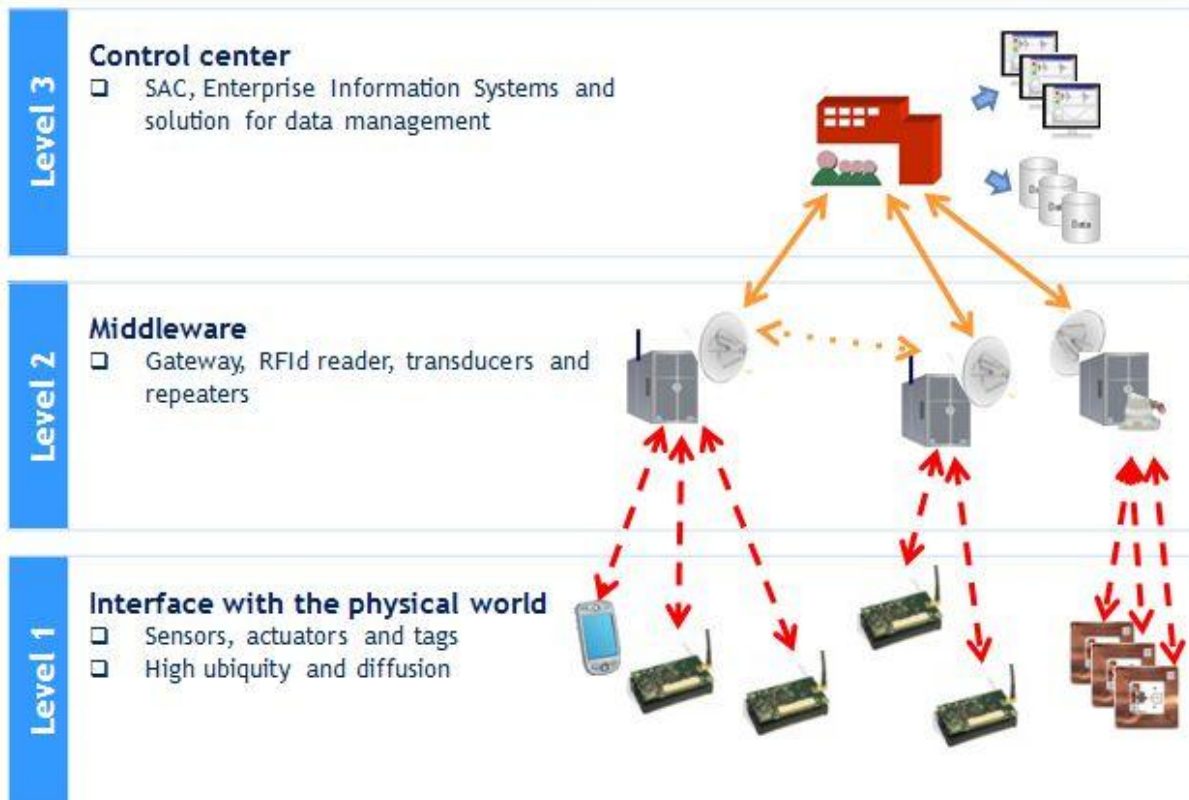 Level 3
Control center
❑ SAC, Enterprise Information Systems and
solution for data management
Data
Level 2
Middleware
❑ Gateway, RFId reader, transducers and
repeaters
Level 1
Interface with the physical world
❑ Sensors, actuators and tags
❑ High ubiquity and diffusion